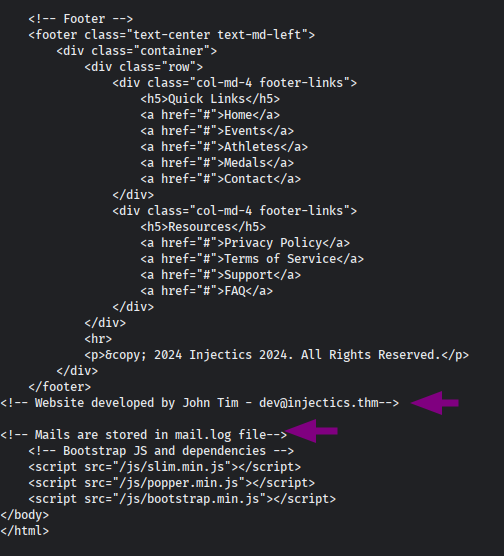 <!-- Footer -->
<footer class="text-center text-md-left">
<div class="container">
<div class="row">
<div class="col-md-4 footer-links">
<h5>Quick Links</h5>
<a href="#">Home</a>
<a href="#">Events</a>
<a href="#">Athletes</a>
<a href="#">Medals</a>
<a href="#">Contact</a>
</div>
<div class="col-md-4 footer-links">
<h5>Resources</h5>
<a href="#">Privacy Policy</a>
<a href="#">Terms of Service</a>
<a href="#">Support</a>
<a href="#">FAQ</a>
</div>
</div>
<hr>
<p>&copy; 2024 Injectics 2024. All Rights Reserved.</p>
</div>
</footer>
<!-- Website developed by John Tim - dev@injectics.thm-->
<!-- Mails are stored in mail.log file-->
<!-- Bootstrap JS and dependencies -->
<script src="/js/slim.min.js"></script>
<script src="/js/popper.min.js"></script>
<script src="/js/bootstrap.min.js"></script>
</body>
</html>